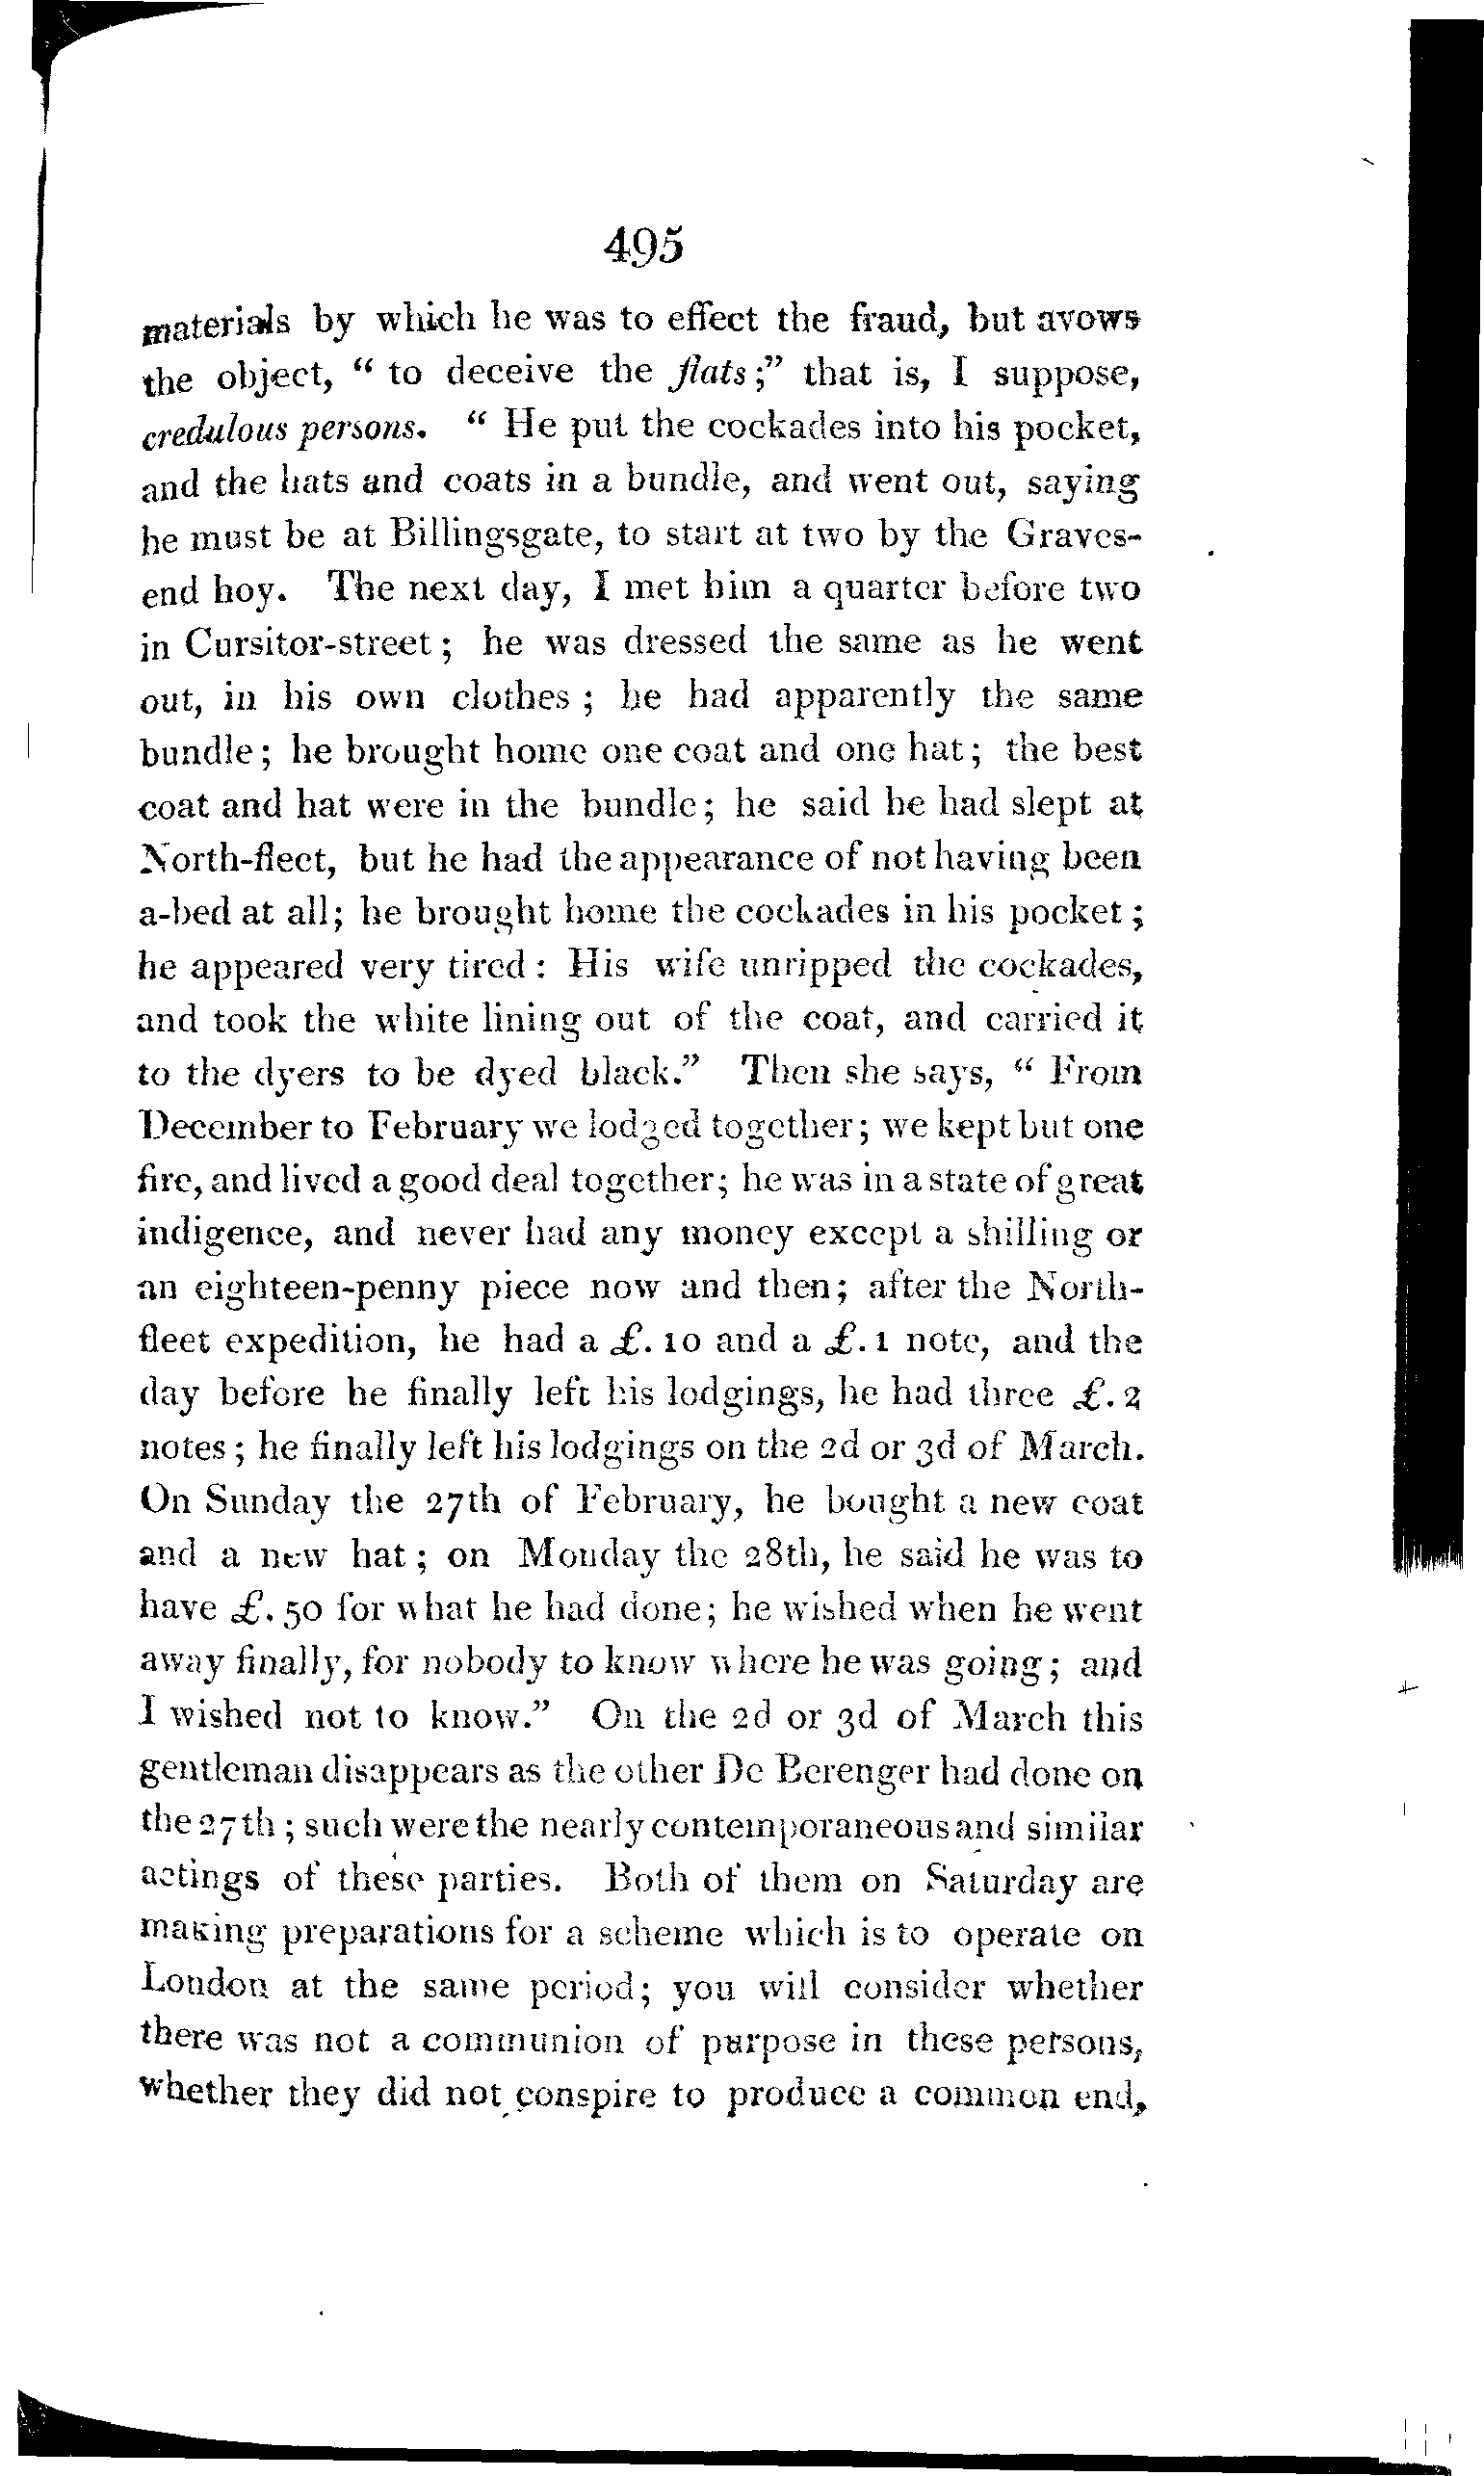 495
materials by which he was to effect the fraud, but avows
the object, “ to deceive the flats ;” that is, I suppose,
credulous persons. “ He put the cockades into his pocket,
and the hats and coats in a bundle, and went out, saying
he must be at Billingsgate, to start at two by the Graves-
end hoy. The next day, I met him a quarter before two
in Cursitor-street ; he was dressed the same as he went
out, in his own clothes ; he had apparently the same
bundle ; he brought home one coat and one hat ; the best
coat and hat were in the bundle ; he said he had slept at
North-fleet, but he had the appearance of not having been
a-bed at all; he brought home the cockades in his pocket ;
he appeared very tired : His wife unripped the cockades,
and took the white lining out of the coat, and carried it
to the dyers to be dyed black.” Then she says, “ From
December to February we lodged together ; we kept but one
fire, and lived a good deal together; he was in a state of great
indigence, and never had any money except a shilling or
an eighteen-penny piece now and then ; after the North-
fleet expedition, he had a £. 10 and a £. 1 note, and the
day before he finally left his lodgings, he had three £. 2
notes ; he finally left his lodgings on the 2d or 3d of March.
On Sunday the 27th of February, he bought a new coat
and a new hat ; on Monday the 28th, he said he was to
have £. 50 for what he had done; he wished when he went
away finally, for nobody to know where he was going ; and
I wished not to know.” On the 2d or 3d of March this
gentleman disappears as the other De Berenger had done on
the 27th ; such were the nearly contemporaneous and similar
actings of these parties. Both of them on Saturday are
making preparations for a scheme which is to operate on
London at the same period; you will consider whether
there was not a communion of purpose in these persons,
whether they did not conspire to produce a common end,